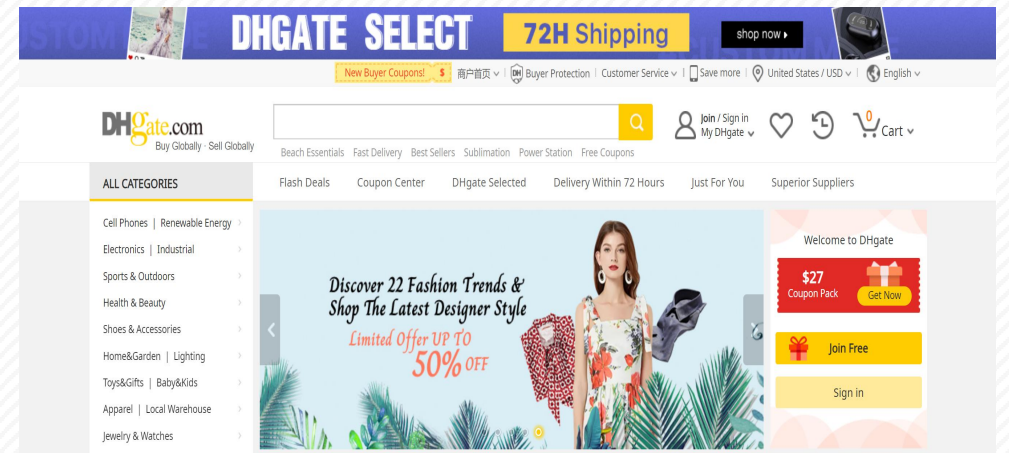 DHGATE SELECT 72H Shipping shop now
New Buyer Coupons! $ 商户首页 DH Buyer Protection Customer Service Save more United States / USD English
DHgate.com
Buy Globally · Sell Globally
Join / Sign in
My DHgate
0
Cart
Beach Essentials Fast Delivery Best Sellers Sublimation Power Station Free Coupons
ALL CATEGORIES Flash Deals Coupon Center DHgate Selected Delivery Within 72 Hours Just For You Superior Suppliers
Cell Phones | Renewable Energy
Electronics | Industrial
Sports & Outdoors
Health & Beauty
Shoes & Accessories
Home&Garden | Lighting
Toys&Gifts | Baby&Kids
Apparel | Local Warehouse
Jewelry & Watches
Discover 22 Fashion Trends &
Shop The Latest Designer Style
Limited Offer UP TO
50% OFF
Welcome to DHgate
$27
Coupon Pack
Get Now
Join Free
Sign in